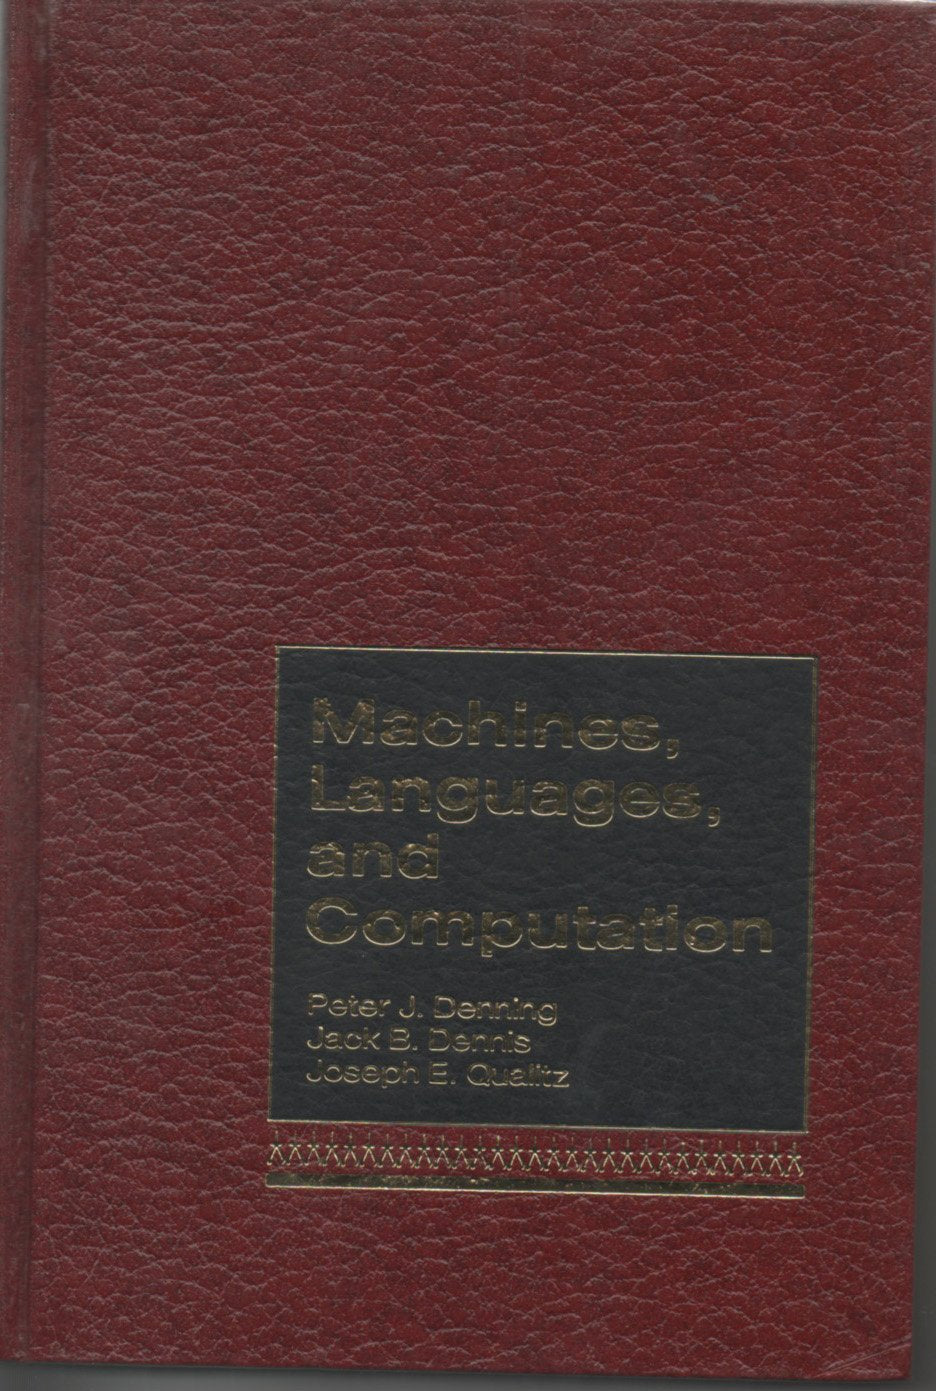 Machines,
Languages,
and
Computation
Peter J. Denning
Jack B. Dennis
Joseph E. Qualitz